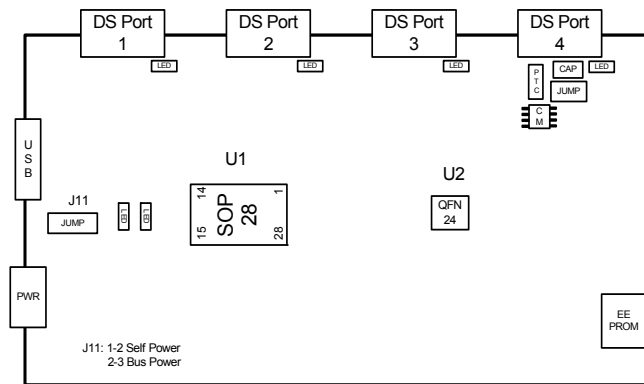 DS Port
1
DS Port
2
DS Port
3
DS Port
4
LED
LED
LED
LED
P
T
C
CAP
JUMP
C
M
U
S
B
U1
U2
J11
JUMP
LED
LED
14
1
SOP
28
15
28
QFN
24
PWR
EE
PROM
J11: 1-2 Self Power
2-3 Bus Power